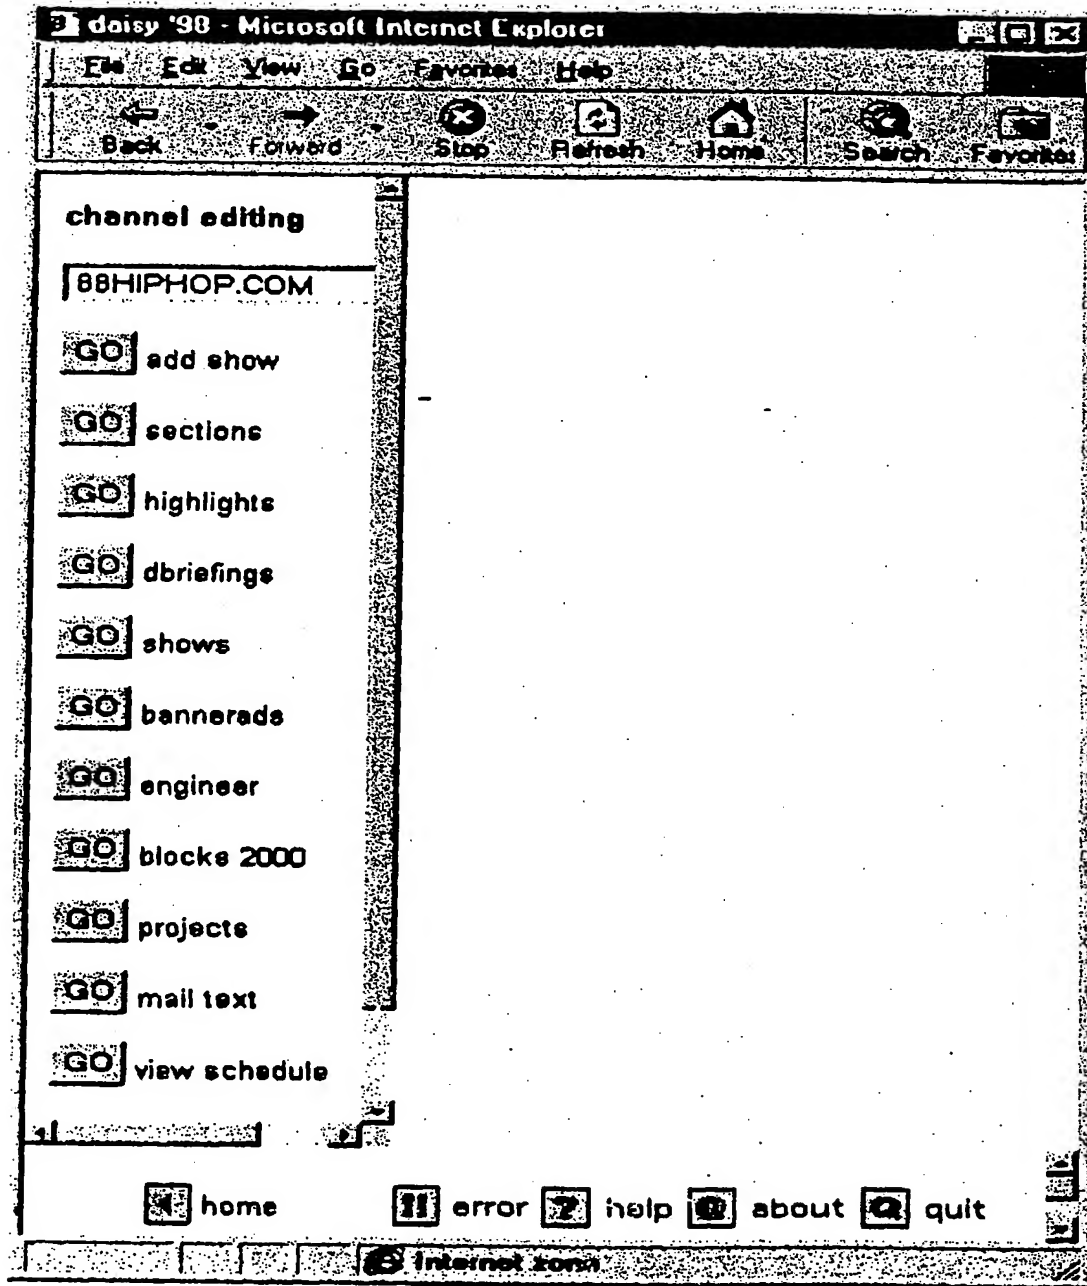 daisy '98 - Microsoft Internet Explorer
File Edit View Go Favorites Help
Back Forward Stop Refresh Home Search Favorites
channel editing
88HIPHOP.COM
GO add show
GO sections
GO highlights
GO dbriefings
GO shows
GO bannerads
GO engineer
GO blocks 2000
GO projects
GO mail text
GO view schedule
home !! error ? help @ about Q quit
Internet zone